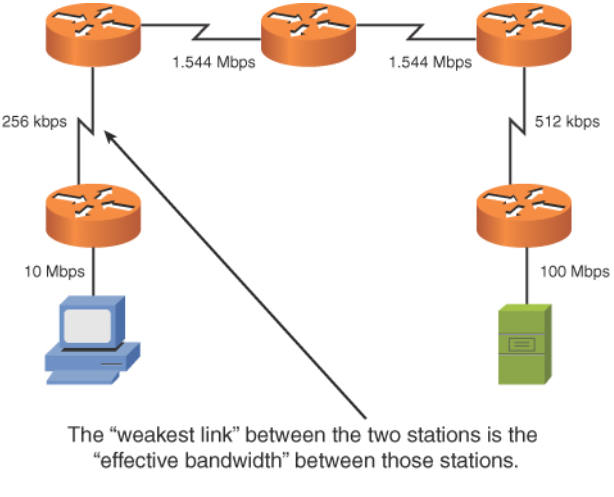 1.544 Mbps
1.544 Mbps
256 kbps
512 kbps
10 Mbps
100 Mbps
The “weakest link” between the two stations is the
“effective bandwidth” between those stations.